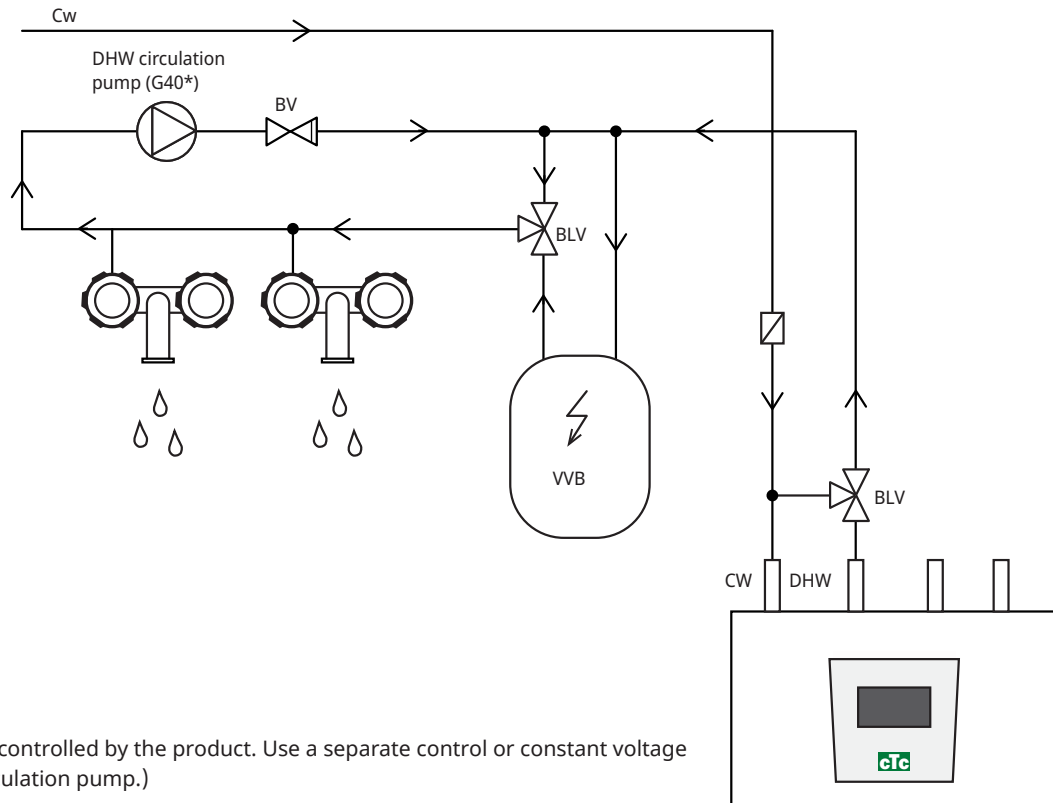 Cw
DHW circulation
pump (G40*)
BV
BLV
VVB
BLV
CW
DHW
controlled by the product. Use a separate control or constant voltage
culation pump.)
cTc